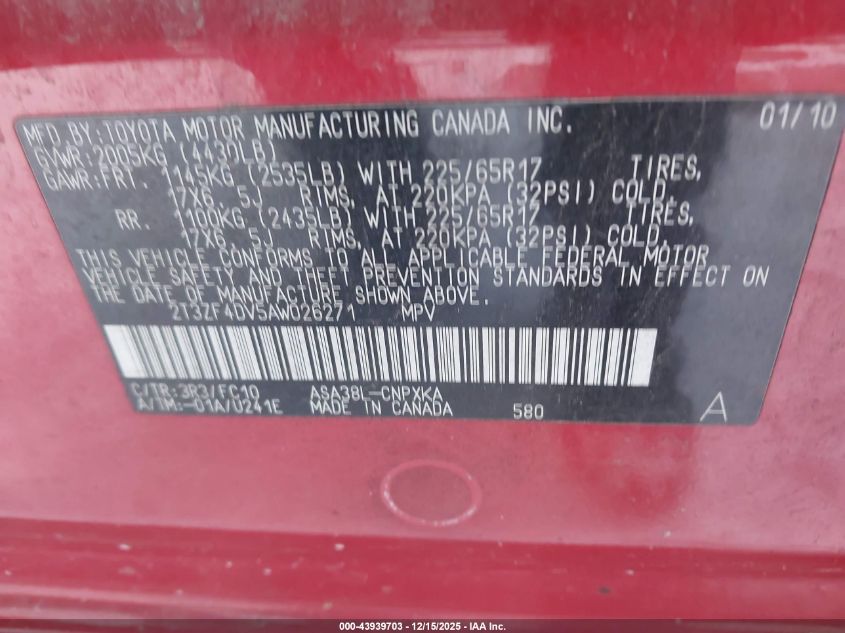 MFD.BY:TOYOTA MOTOR MANUFACTURING CANADA INC. 01/10
GVWR:2005KG (4430LB)
GAWR:FRT. 1145KG (2535LB) WITH 225/65R17 TIRES,
17X6. 5J RIMS, AT 220KPA (32PSI) COLD,
RR. 1100KG (2435LB) WITH 225/65R17 TIRES,
17X6. 5J RIMS, AT 220KPA (32PSI) COLD,
THIS VEHICLE CONFORMS TO ALL APPLICABLE FEDERAL MOTOR
VEHICLE SAFETY AND THEFT PREVENTION STANDARDS IN EFFECT ON
THE DATE OF MANUFACTURE SHOWN ABOVE.
2T3ZF4DV5AW026271 MPV
C/TR:3R3/FC10 ASA38L-CNPXKA
A/TM:-01A/U241E MADE IN CANADA 580 A
000-43939703 - 12/15/2025 - IAA Inc.